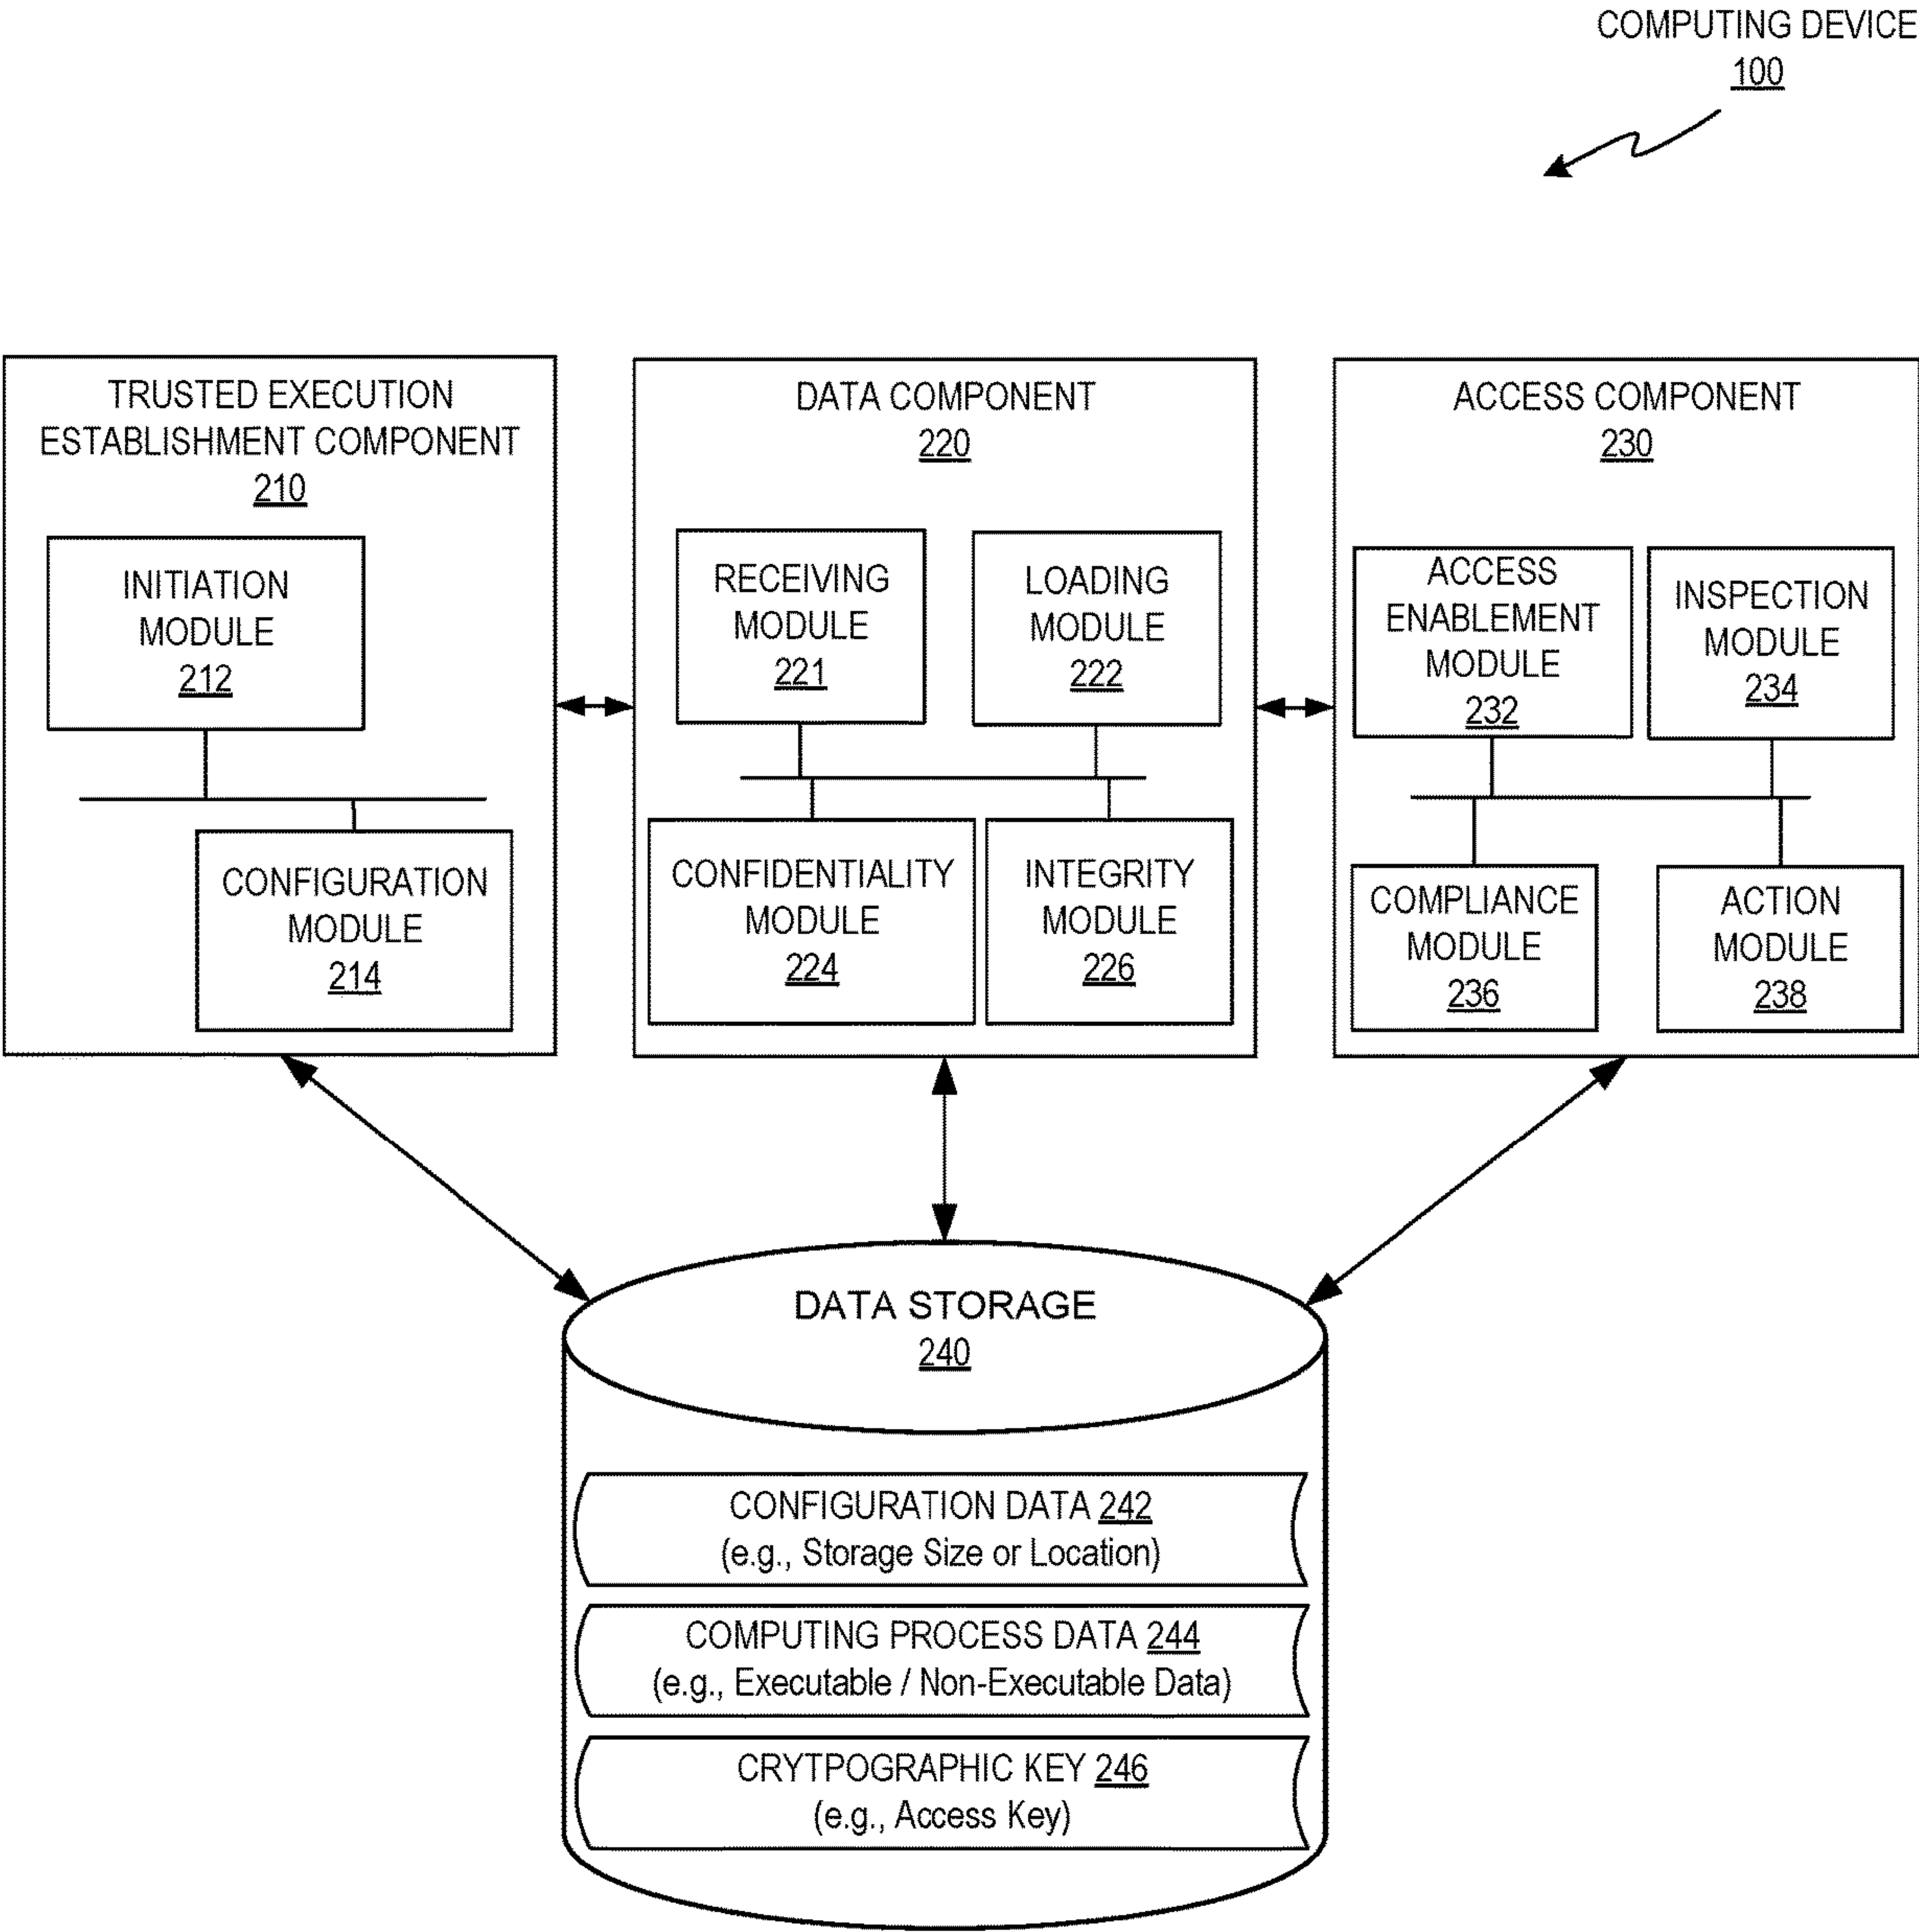 COMPUTING DEVICE
100
TRUSTED EXECUTION
ESTABLISHMENT COMPONENT
210
INITIATION
MODULE
212
CONFIGURATION
MODULE
214
DATA COMPONENT
220
RECEIVING
MODULE
221
LOADING
MODULE
222
CONFIDENTIALITY
MODULE
224
INTEGRITY
MODULE
226
ACCESS COMPONENT
230
ACCESS
ENABLEMENT
MODULE
232
INSPECTION
MODULE
234
COMPLIANCE
MODULE
236
ACTION
MODULE
238
DATA STORAGE
240
CONFIGURATION DATA 242
(e.g., Storage Size or Location)
COMPUTING PROCESS DATA 244
(e.g., Executable / Non-Executable Data)
CRYTPOGRAPHIC KEY 246
(e.g., Access Key)